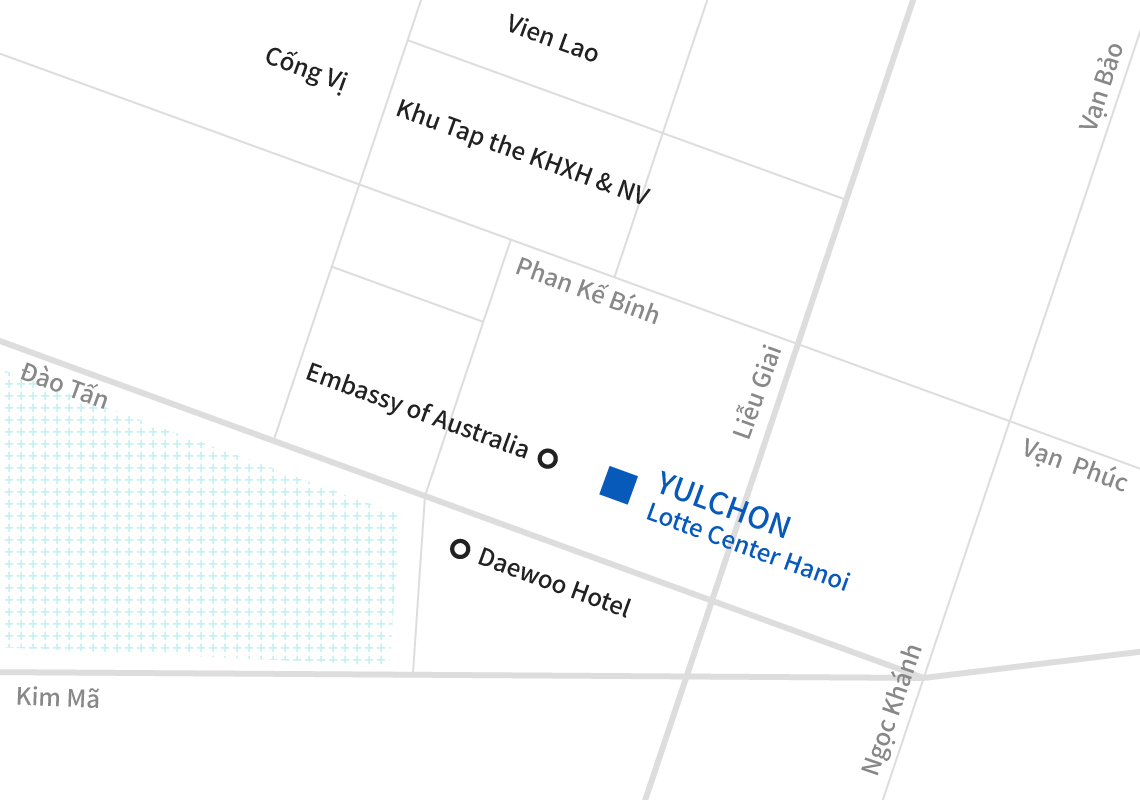 Vien Lao
Cống Vị
Vạn Bảo
Khu Tap the KHXH & NV
Phan Kế Bính
Liễu Giai
Đào Tấn
Embassy of Australia
Vạn Phúc
YULCHON
Lotte Center Hanoi
Daewoo Hotel
Ngọc Khánh
Kim Mã